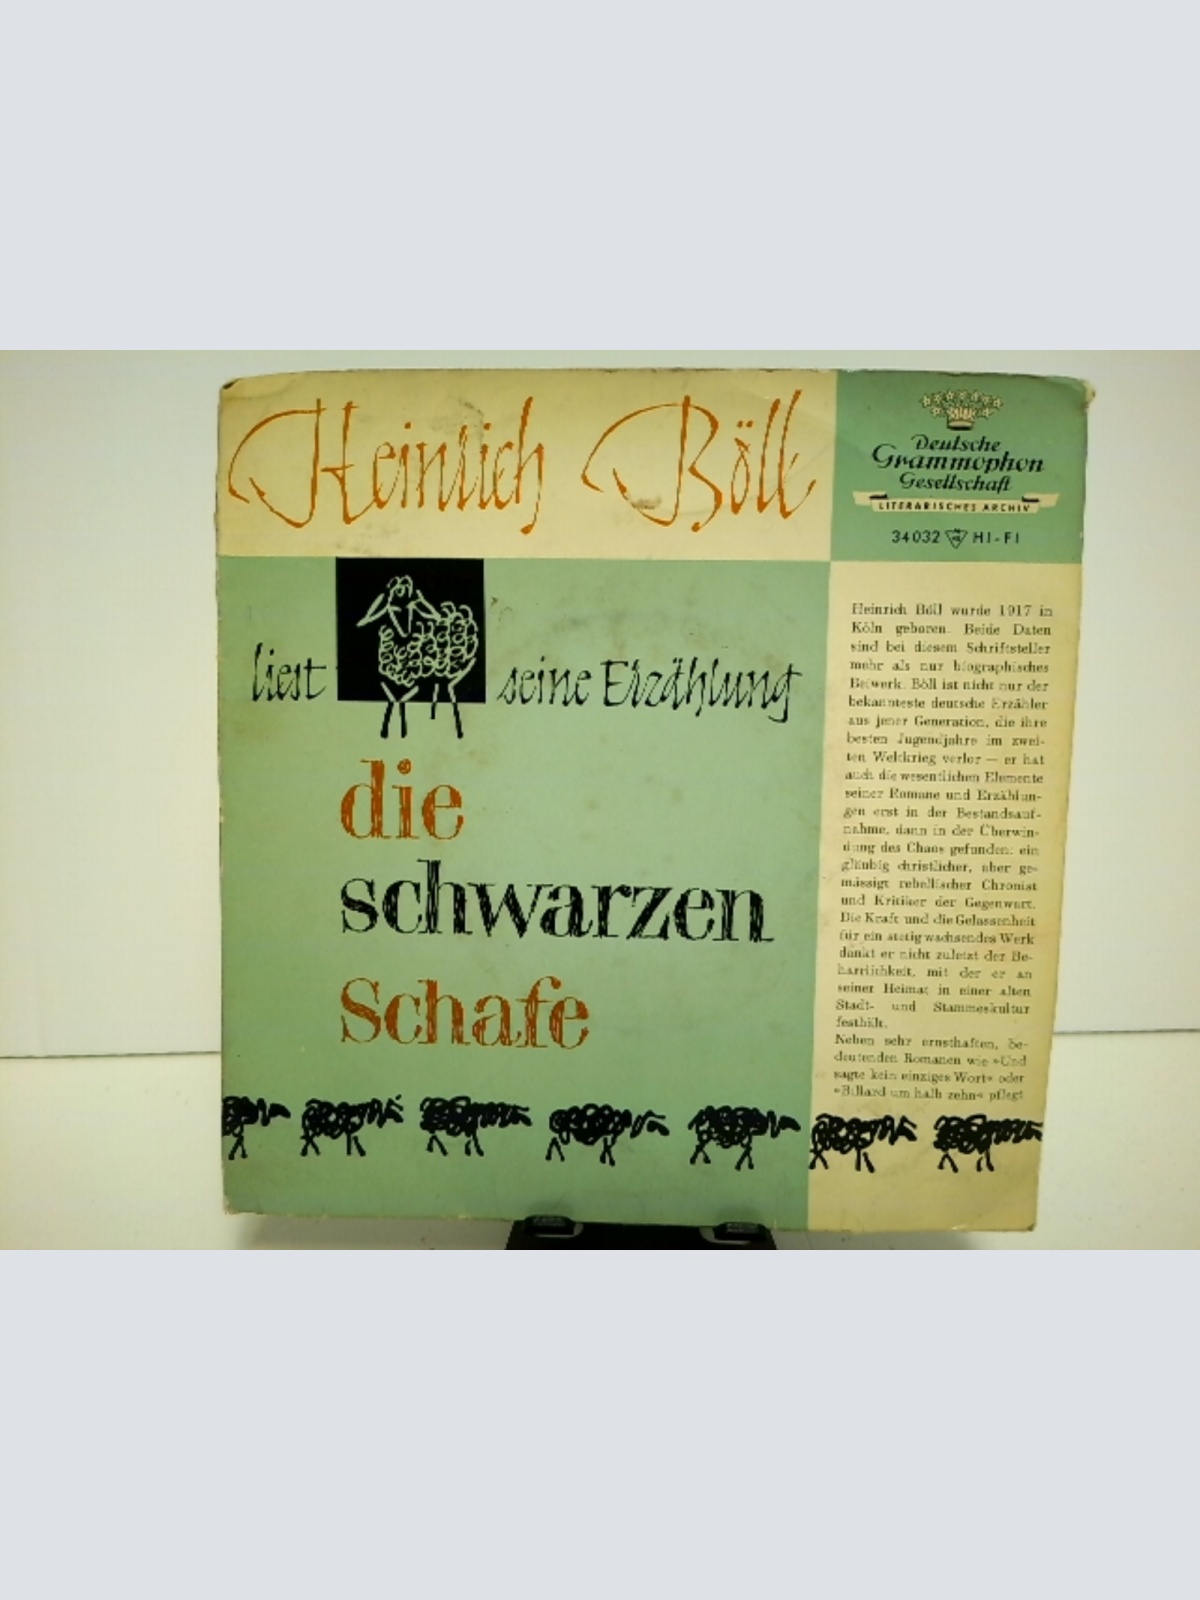 Heinrich Böll
Deutsche
Grammophon
Gesellschaft
LITERARISCHES ARCHIV
34032 HI-FI
liest seine Erzählung
die
schwarzen
Schafe
Heinrich Böll wurde 1917 in
Köln geboren. Beide Daten
sind bei diesem Schriftsteller
mehr als nur biographisches
Beiwerk. Böll ist nicht nur der
bekannteste deutsche Erzähler
aus jener Generation, die ihre
besten Jugendjahre im zwei-
ten Weltkrieg verlor — er hat
auch die wesentlichen Elemente
seiner Romane und Erzählun-
gen erst in der Bestandsauf-
nahme, dann in der Überwin-
dung des Chaos gefunden: ein
gläubig christlicher, aber ge-
mässigt rebellischer Chronist
und Kritiker der Gegenwart.
Die Kraft und die Gelassenheit
für ein stetig wachsendes Werk
dankt er nicht zuletzt der Be-
harrlichkeit, mit der er an
seiner Heimat in einer alten
Stadt- und Stammeskultur
festhält.
Neben sehr ernsthaften, be-
deutenden Romanen wie »Und
sagte kein einziges Wort« oder
»Billard um halb zehn« pflegt